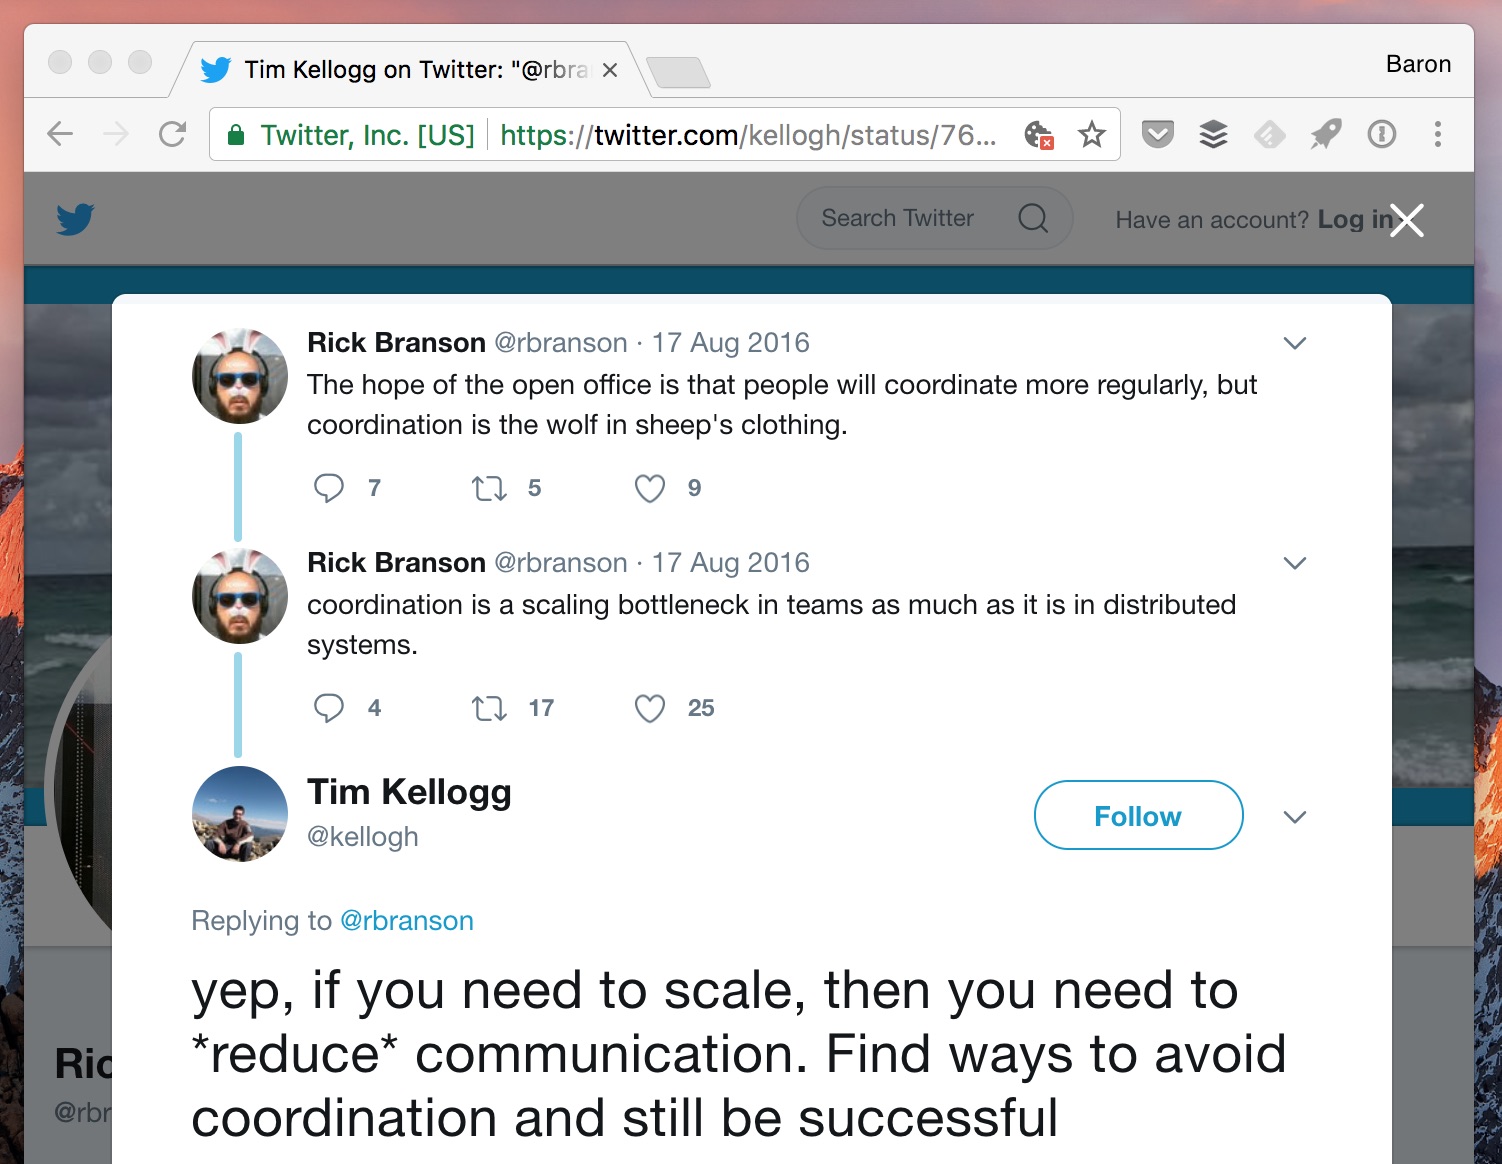 Tim Kellogg on Twitter: "@rbra
Baron
Twitter, Inc. [US] https://twitter.com/kellogh/status/76...
Search Twitter
Have an account? Log in
Rick Branson @rbranson · 17 Aug 2016
The hope of the open office is that people will coordinate more regularly, but
coordination is the wolf in sheep's clothing.
7 5 9
Rick Branson @rbranson · 17 Aug 2016
coordination is a scaling bottleneck in teams as much as it is in distributed
systems.
4 17 25
Tim Kellogg
@kellogh
Follow
Replying to @rbranson
yep, if you need to scale, then you need to
*reduce* communication. Find ways to avoid
coordination and still be successful
Ric
@rbr